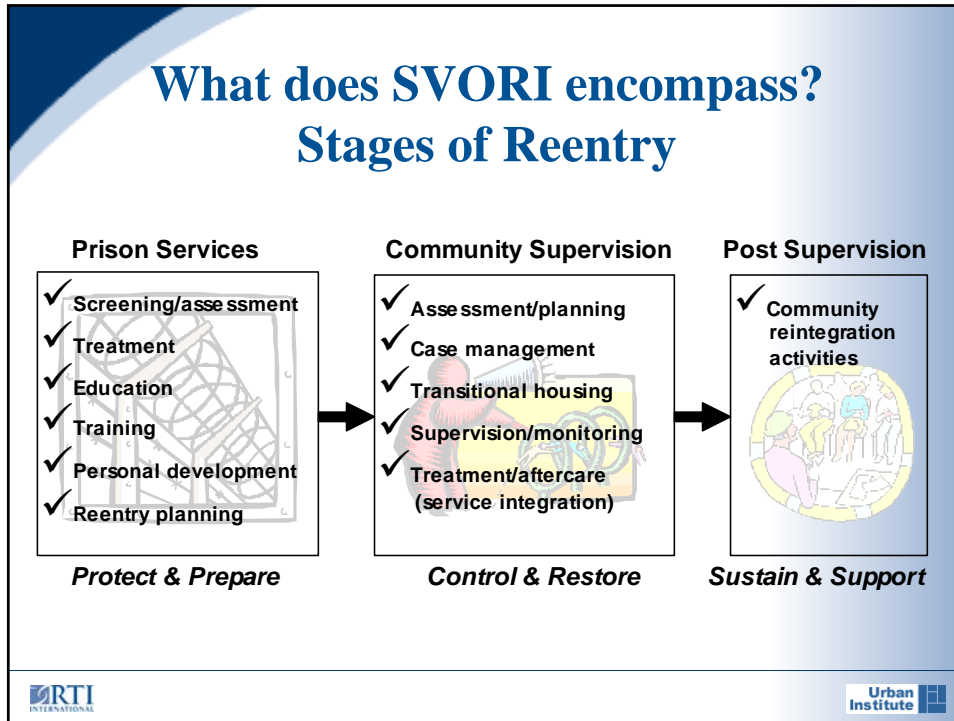 What does SVORI encompass?
Stages of Reentry
Prison Services
✓ Screening/assessment
✓ Treatment
✓ Education
✓ Training
✓ Personal development
✓ Reentry planning
Protect & Prepare
Community Supervision
✓ Assessment/planning
✓ Case management
✓ Transitional housing
✓ Supervision/monitoring
✓ Treatment/aftercare
(service integration)
Control & Restore
Post Supervision
✓ Community
reintegration
activities
Sustain & Support
RTI
INTERNATIONAL
Urban
Institute